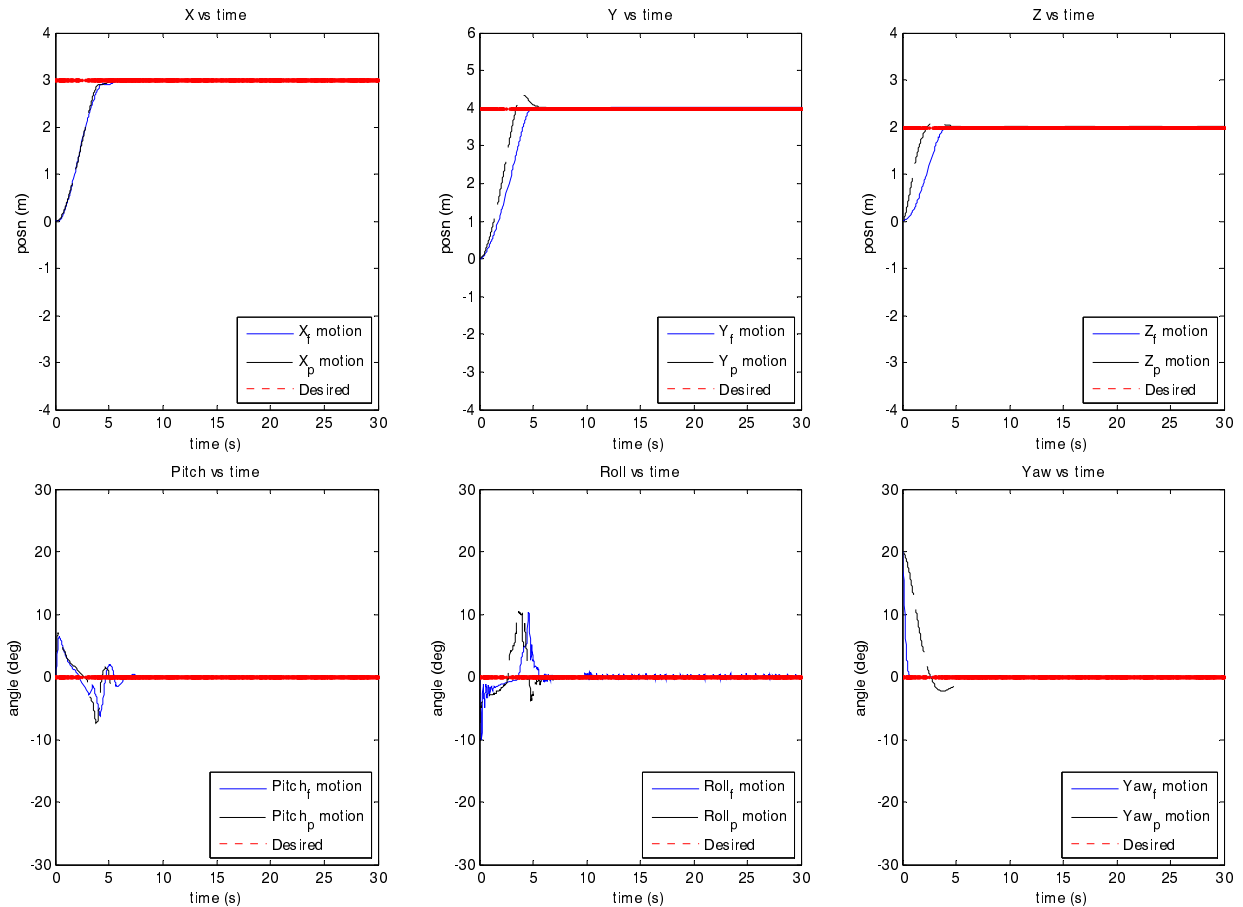 X vs time
Y vs time
Z vs time
4
3
2
1
0
-1
-2
-3
-4
posn (m)
X_f motion
X_p motion
Desired
0 5 10 15 20 25 30
time (s)
6
5
4
3
2
1
0
-1
-2
-3
-4
posn (m)
Y_f motion
Y_p motion
Desired
0 5 10 15 20 25 30
time (s)
4
3
2
1
0
-1
-2
-3
-4
posn (m)
Z_f motion
Z_p motion
Desired
0 5 10 15 20 25 30
time (s)
Pitch vs time
Roll vs time
Yaw vs time
30
20
10
0
-10
-20
-30
angle (deg)
Pitch_f motion
Pitch_p motion
Desired
0 5 10 15 20 25 30
time (s)
30
20
10
0
-10
-20
-30
angle (deg)
Roll_f motion
Roll_p motion
Desired
0 5 10 15 20 25 30
time (s)
30
20
10
0
-10
-20
-30
angle (deg)
Yaw_f motion
Yaw_p motion
Desired
0 5 10 15 20 25 30
time (s)